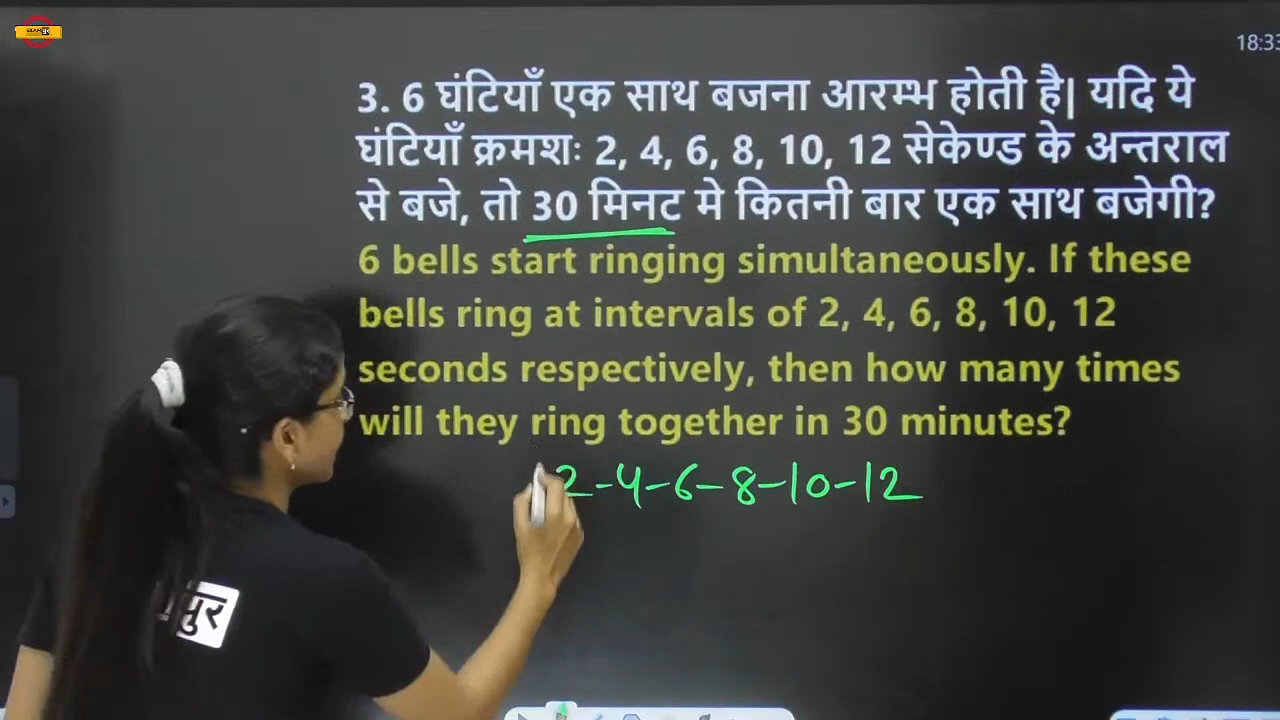 EXAM
18:33
3. 6 घंटियाँ एक साथ बजना आरम्भ होती है| यदि ये
घंटियाँ क्रमशः 2, 4, 6, 8, 10, 12 सेकेण्ड के अन्तराल
से बजे, तो 30 मिनट मे कितनी बार एक साथ बजेगी?
6 bells start ringing simultaneously. If these
bells ring at intervals of 2, 4, 6, 8, 10, 12
seconds respectively, then how many times
will they ring together in 30 minutes?
2-4-6-8-10-12
पुर